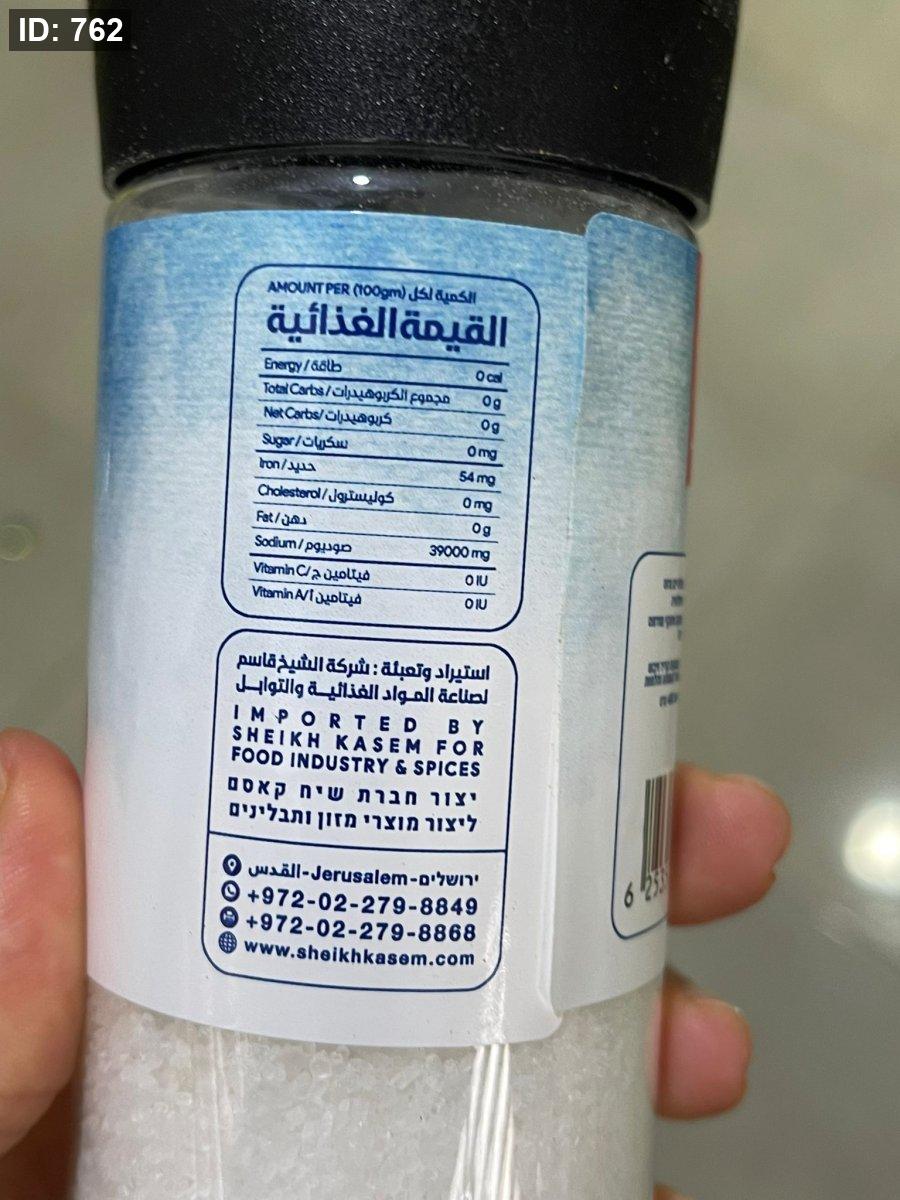 ID: 762
AMOUNT PER (100gm) الكمية لكل
القيمة الغذائية
Energy / طاقة 0 cal
Total Carbs / مجموع الكربوهيدرات 0 g
Net Carbs/ كربوهيدرات 0 g
Sugar / سكريات 0 mg
Iron / حديد 54 mg
Cholesterol / كوليسترول 0 mg
Fat / دهن 0 g
Sodium / صوديوم 39000 mg
Vitamin C/ فيتامين ج 0 IU
Vitamin A/ فيتامين أ 0 IU
استيراد وتعبئة : شركة الشيخ قاسم
لصناعة المواد الغذائية والتوابل
IMPORTED BY
SHEIKH KASEM FOR
FOOD INDUSTRY & SPICES
יצור חברת שיח קאסם
ליצור מוצרי מזון ותבלינים
ירושלים-Jerusalem-القدس
+972-02-279-8849
+972-02-279-8868
www.sheikhkasem.com
6 253